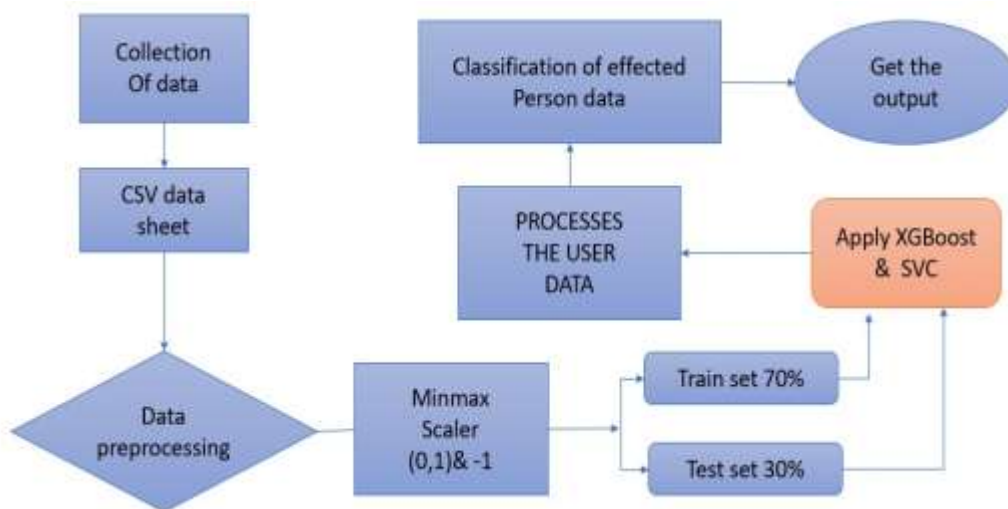 Collection
Of data
CSV data
sheet
Data
preprocessing
Minmax
Scaler
(0,1)& -1
Train set 70%
Test set 30%
Apply XGBoost
& SVC
PROCESSES
THE USER
DATA
Classification of effected
Person data
Get the
output